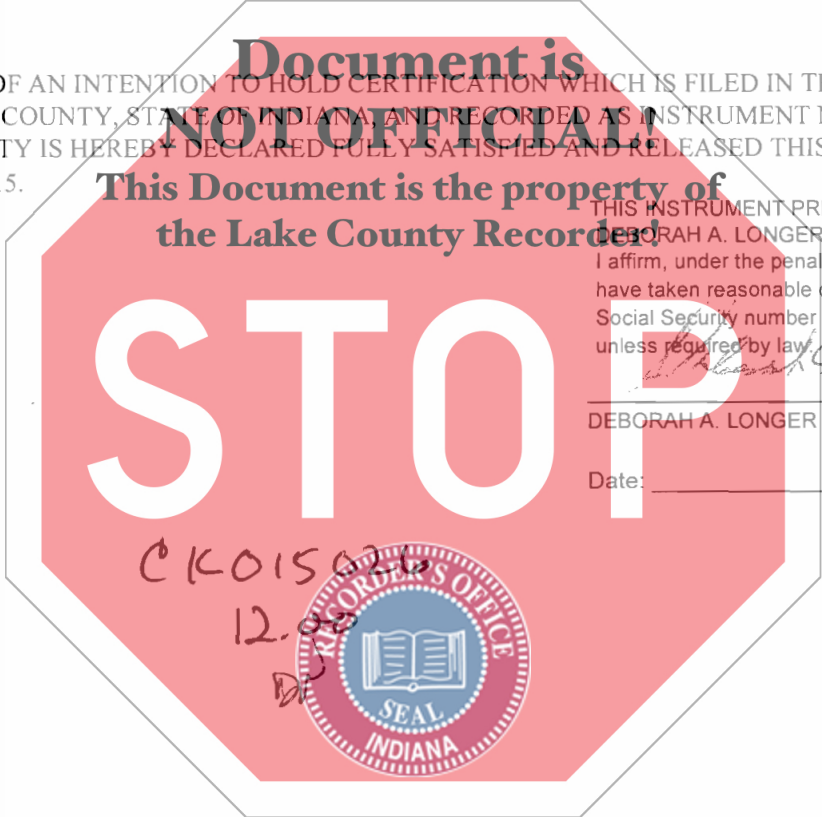 Document is
OF AN INTENTION TO HOLD CERTIFICATION WHICH IS FILED IN
COUNTY, STATE OF INDIANA, AND RECORDED AS INSTRUMENT
NOT OFFICIAL!
TY IS HEREBY DECLARED FULLY SATISFIED AND RELEASED THIS
5.
This Document is the property of
the Lake County Recorder!
THIS INSTRUMENT PR
DEBORAH A. LONGER
I affirm, under the penal
have taken reasonable
Social Security number
unless required by law
STOP
DEBORAH A. LONGER
Date:
CK015026
12.00
RECORDER'S OFFICE
SEAL
INDIANA